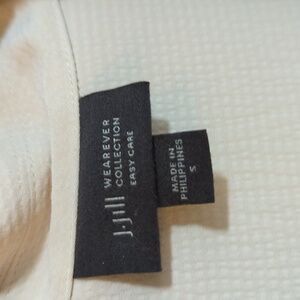 J.Jill
WEAREVER
COLLECTION
EASY CARE
MADE IN
PHILIPPINES
S